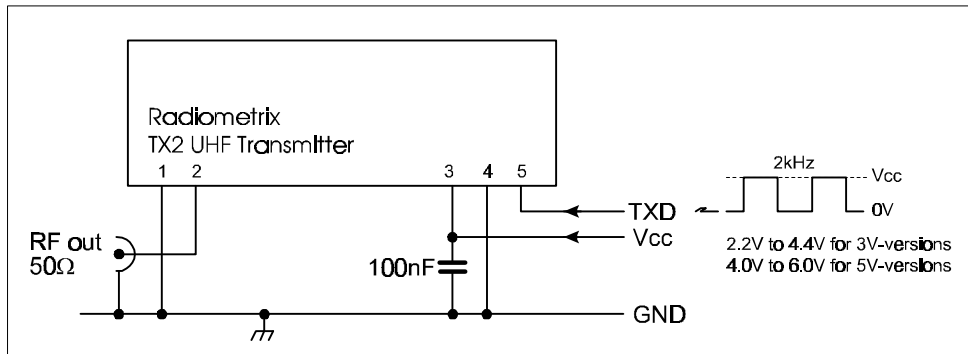 Radiometrix
TX2 UHF Transmitter
1 2 3 4 5
2kHz
Vcc
0V
TXD
Vcc
2.2V to 4.4V for 3V-versions
4.0V to 6.0V for 5V-versions
RF out
50Ω
100nF
GND